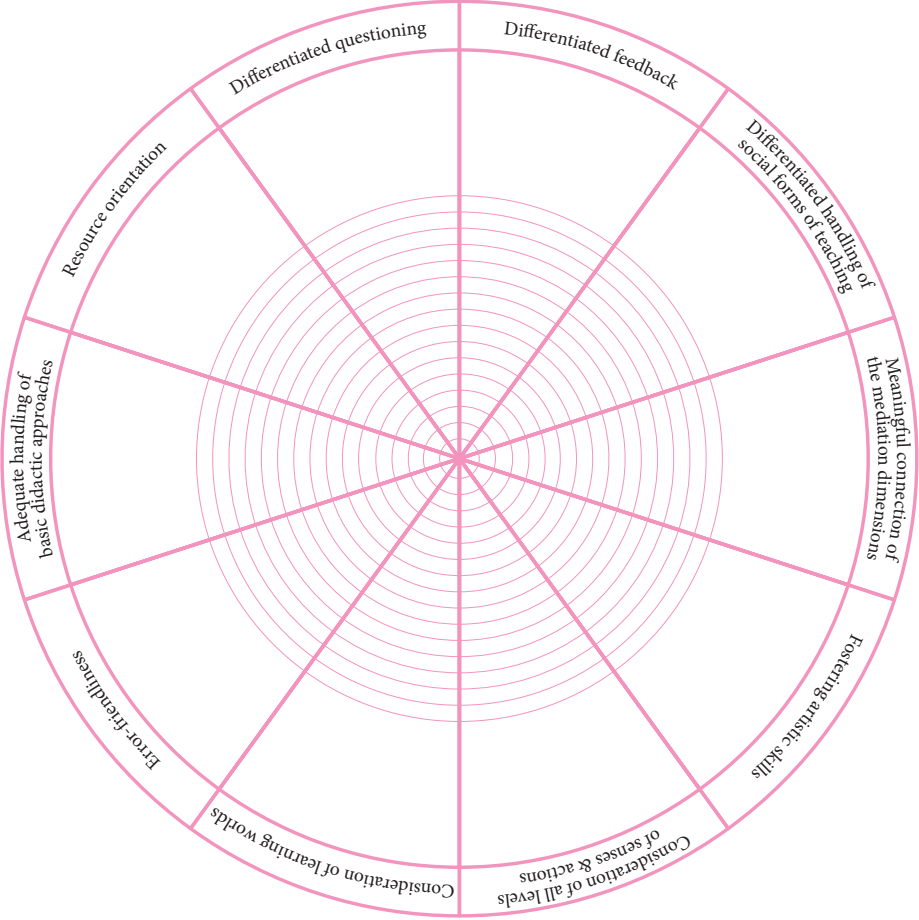 Differentiated feedback
Differentiated handling of
social forms of teaching
Meaningful connection of
the mediation dimensions
Fostering artistic skills
Consideration of all levels
of senses & actions
Consideration of learning worlds
Error-friendliness
Adequate handling of
basic didactic approaches
Resource orientation
Differentiated questioning